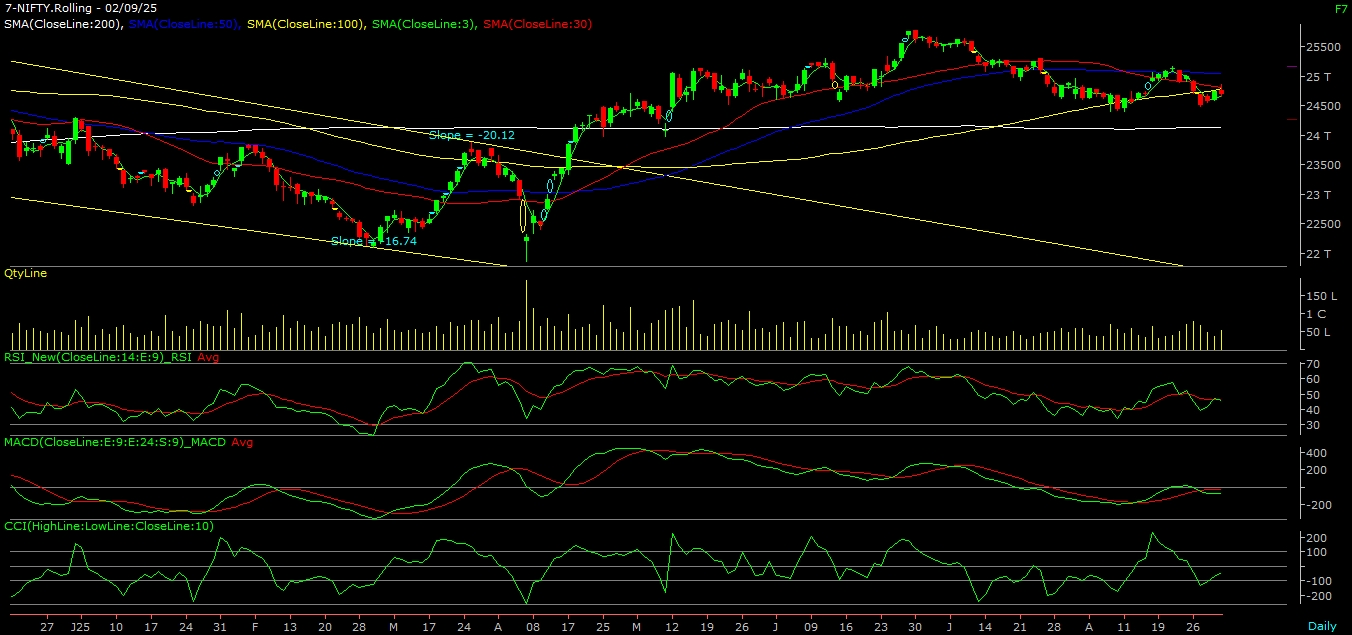 7-NIFTY.Rolling - 02/09/25
F7
SMA(CloseLine:200), SMA(CloseLine:50), SMA(CloseLine:100), SMA(CloseLine:3), SMA(CloseLine:30)
25500
25 T
24500
24 T
23500
23 T
22500
22 T
Slope = -20.12
Slope = -16.74
QtyLine
150 L
1 C
50 L
RSI_New(CloseLine:14:E:9)_RSI Avg
70
60
50
40
30
MACD(CloseLine:E:9:E:24:S:9)_MACD Avg
400
200
-200
CCI(HighLine:LowLine:CloseLine:10)
200
100
-100
-200
27 J25 10 17 24 31 F 13 20 28 M 17 24 A 08 17 25 M 12 19 26 J 09 16 23 30 J 14 21 28 A 11 19 26
Daily